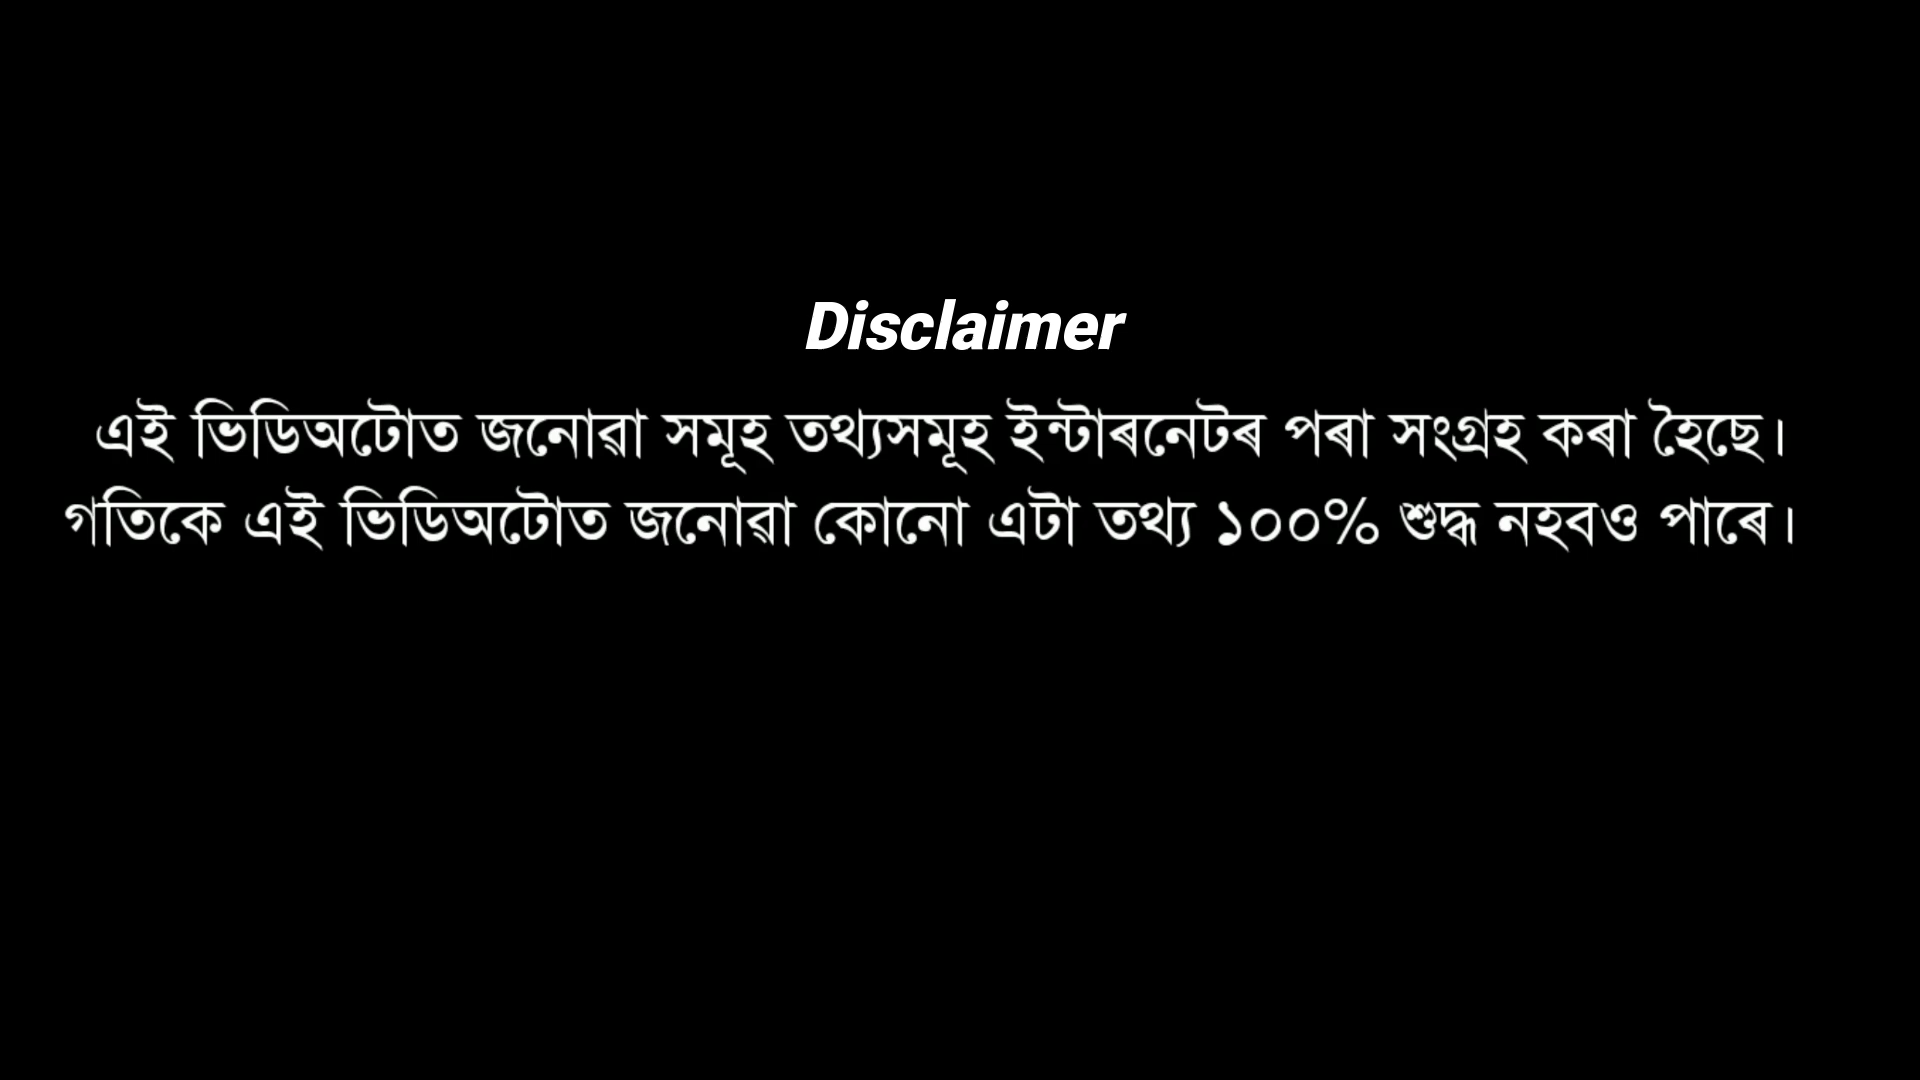 Disclaimer
এই ভিডিঅটোত জনোৱা সমূহ তথ্যসমূহ ইন্টাৰনেটৰ পৰা সংগ্ৰহ কৰা হৈছে।
গতিকে এই ভিডিঅটোত জনোৱা কোনো এটা তথ্য ১০০% শুদ্ধ নহবও পাৰে।